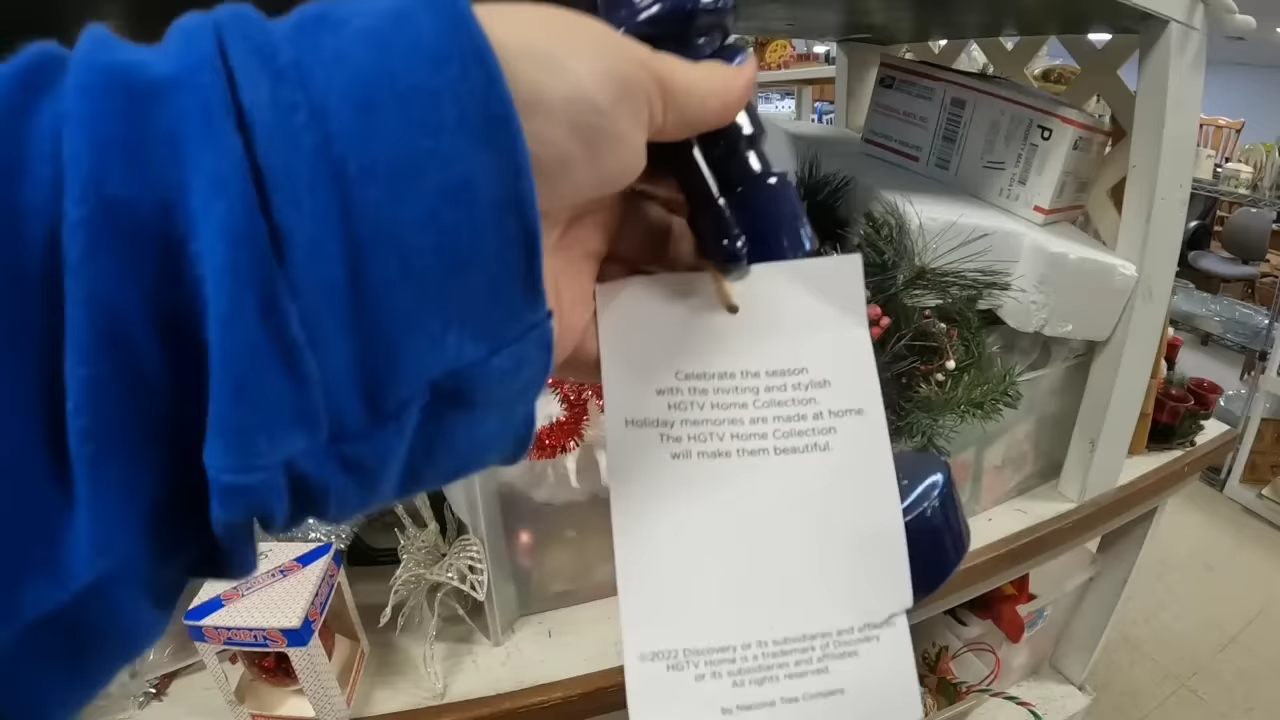 P
PRIORITY MAIL
Celebrate the season
with the inviting and stylish
HGTV Home Collection.
Holiday memories are made at home.
The HGTV Home Collection
will make them beautiful.
SPORTS
©2022 Discovery or its subsidiaries and affiliates.
HGTV Home is a trademark of Discovery
or its subsidiaries and affiliates.
All rights reserved.
By National Tree Company